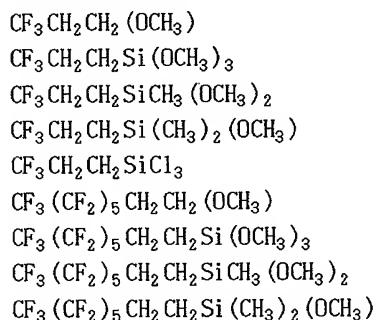 CF₃CH₂CH₂(OCH₃)
CF₃CH₂CH₂Si(OCH₃)₃
CF₃CH₂CH₂SiCH₃(OCH₃)₂
CF₃CH₂CH₂Si(CH₃)₂(OCH₃)
CF₃CH₂CH₂SiCl₃
CF₃(CF₂)₅CH₂CH₂(OCH₃)
CF₃(CF₂)₅CH₂CH₂Si(OCH₃)₃
CF₃(CF₂)₅CH₂CH₂SiCH₃(OCH₃)₂
CF₃(CF₂)₅CH₂CH₂Si(CH₃)₂(OCH₃)